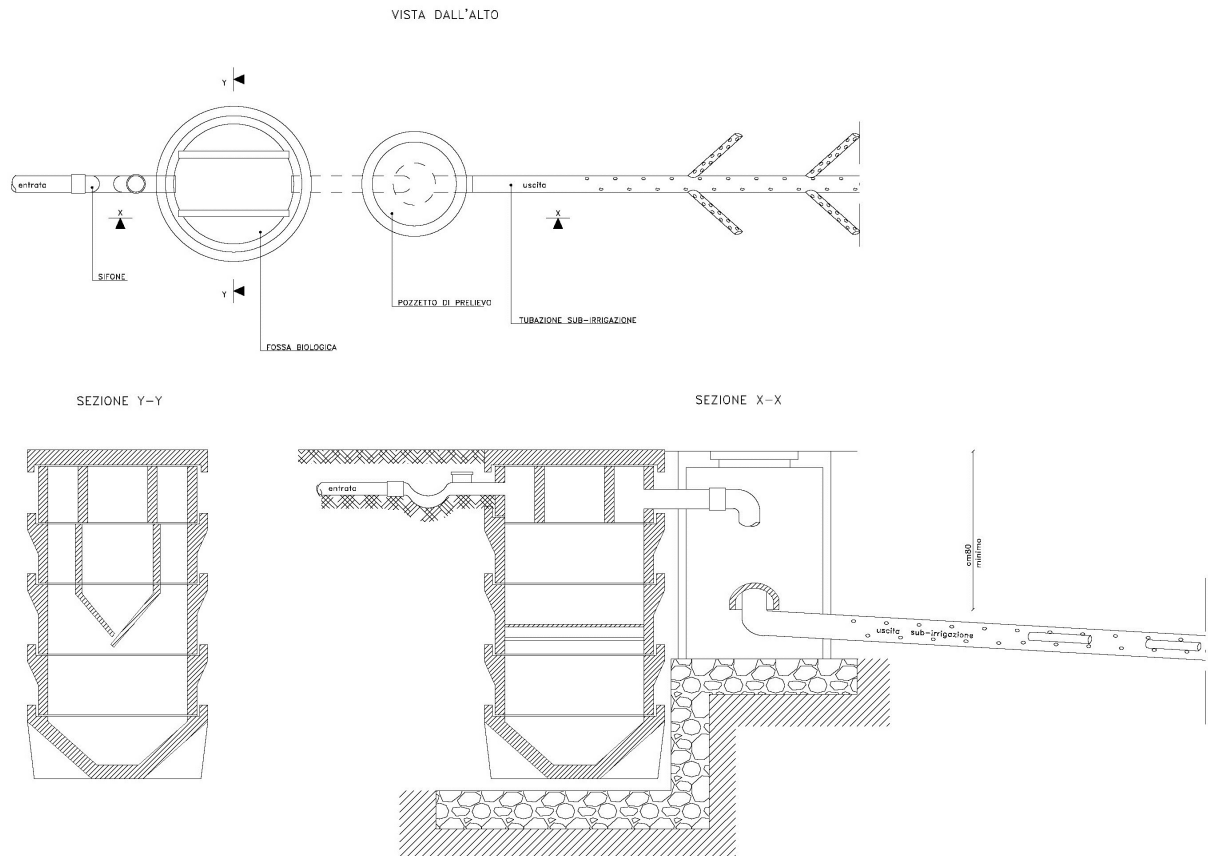 VISTA DALL'ALTO
Y
entrata
uscita
X
X
SIFONE
Y
POZZETTO DI PRELIEVO
TUBAZIONE SUB-IRRIGAZIONE
FOSSA BIOLOGICA
SEZIONE Y-Y
SEZIONE X-X
entrata
cm80
minimo
uscita sub-irrigazione